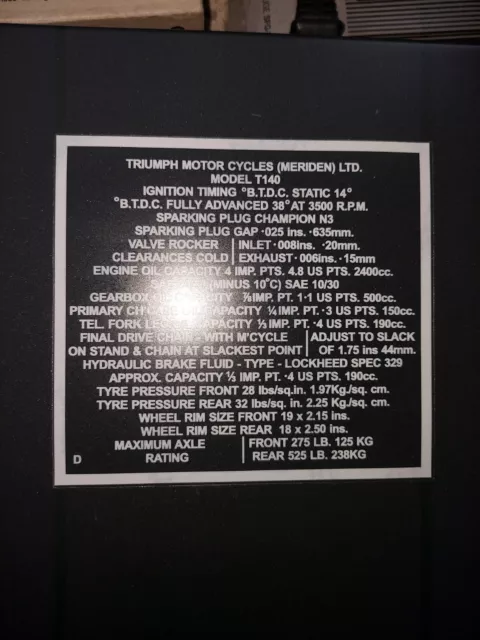 TRIUMPH MOTOR CYCLES (MERIDEN) LTD.
MODEL T140
IGNITION TIMING °B.T.D.C. STATIC 14°
°B.T.D.C. FULLY ADVANCED 38° AT 3500 R.P.M.
SPARKING PLUG CHAMPION N3
SPARKING PLUG GAP ·025 ins. ·635mm.
VALVE ROCKER INLET ·008ins. ·20mm.
CLEARANCES COLD EXHAUST ·006ins. ·15mm
ENGINE OIL CAPACITY 4 IMP. PTS. 4.8 US PTS. 2400cc.
(MINUS 10°C) SAE 10/30
GEARBOX CAPACITY ⅞ IMP. PT. 1·1 US PTS. 500cc.
PRIMARY CAPACITY ¼ IMP. PT. ·3 US PTS. 150cc.
TEL. FORK CAPACITY ⅓ IMP. PT. ·4 US PTS. 190cc.
FINAL DRIVE CHAIN - WITH M'CYCLE ADJUST TO SLACK
ON STAND & CHAIN AT SLACKEST POINT OF 1.75 ins 44mm.
HYDRAULIC BRAKE FLUID - TYPE - LOCKHEED SPEC 329
APPROX. CAPACITY ⅓ IMP. PT. ·4 US PTS. 190cc.
TYRE PRESSURE FRONT 28 lbs/sq.in. 1.97Kg./sq. cm.
TYRE PRESSURE REAR 32 lbs/sq in. 2.25 Kg./sq. cm.
WHEEL RIM SIZE FRONT 19 x 2.15 ins.
WHEEL RIM SIZE REAR 18 x 2.50 ins.
MAXIMUM AXLE FRONT 275 LB. 125 KG
D RATING REAR 525 LB. 238KG